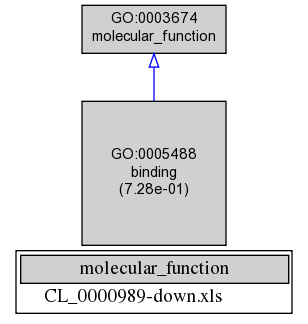 GO:0003674
molecular_function
GO:0005488
binding
(7.28e-01)
molecular_function
CL_0000989-down.xls